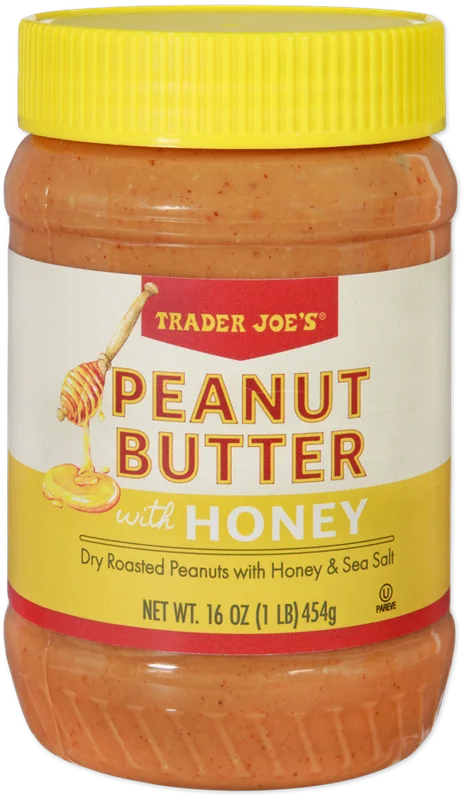 TRADER JOE'S®
PEANUT
BUTTER
with HONEY
Dry Roasted Peanuts with Honey & Sea Salt
NET WT. 16 OZ (1 LB) 454g
U
PAREVE